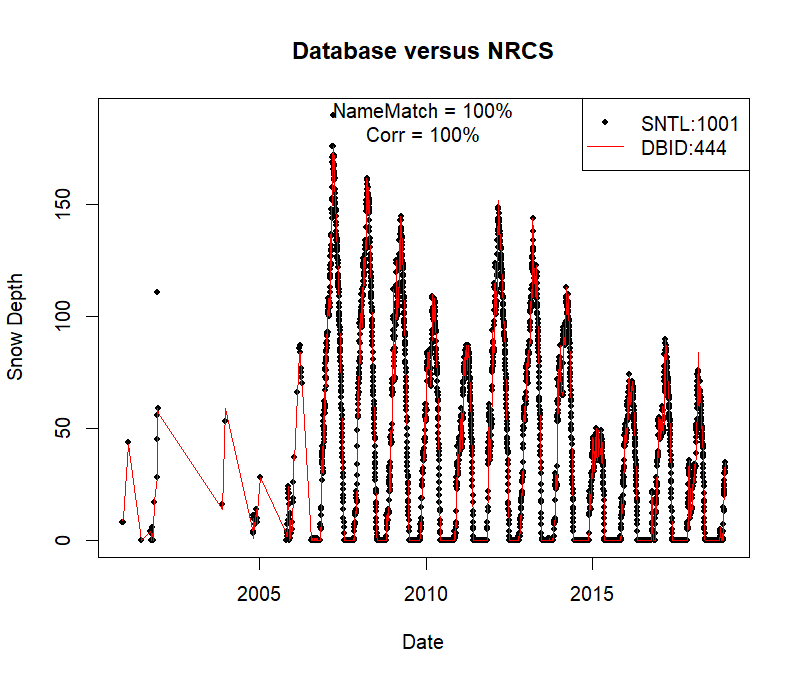 Database versus NRCS
NameMatch = 100%
Corr = 100%
SNTL:1001
DBID:444
Snow Depth
0
50
100
150
2005
2010
2015
Date